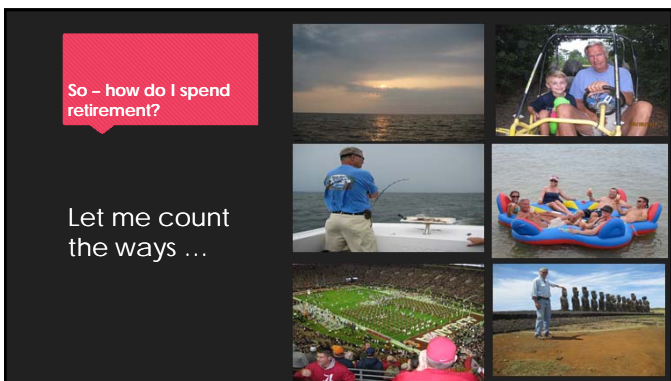 So – how do I spend
retirement?
Let me count
the ways …